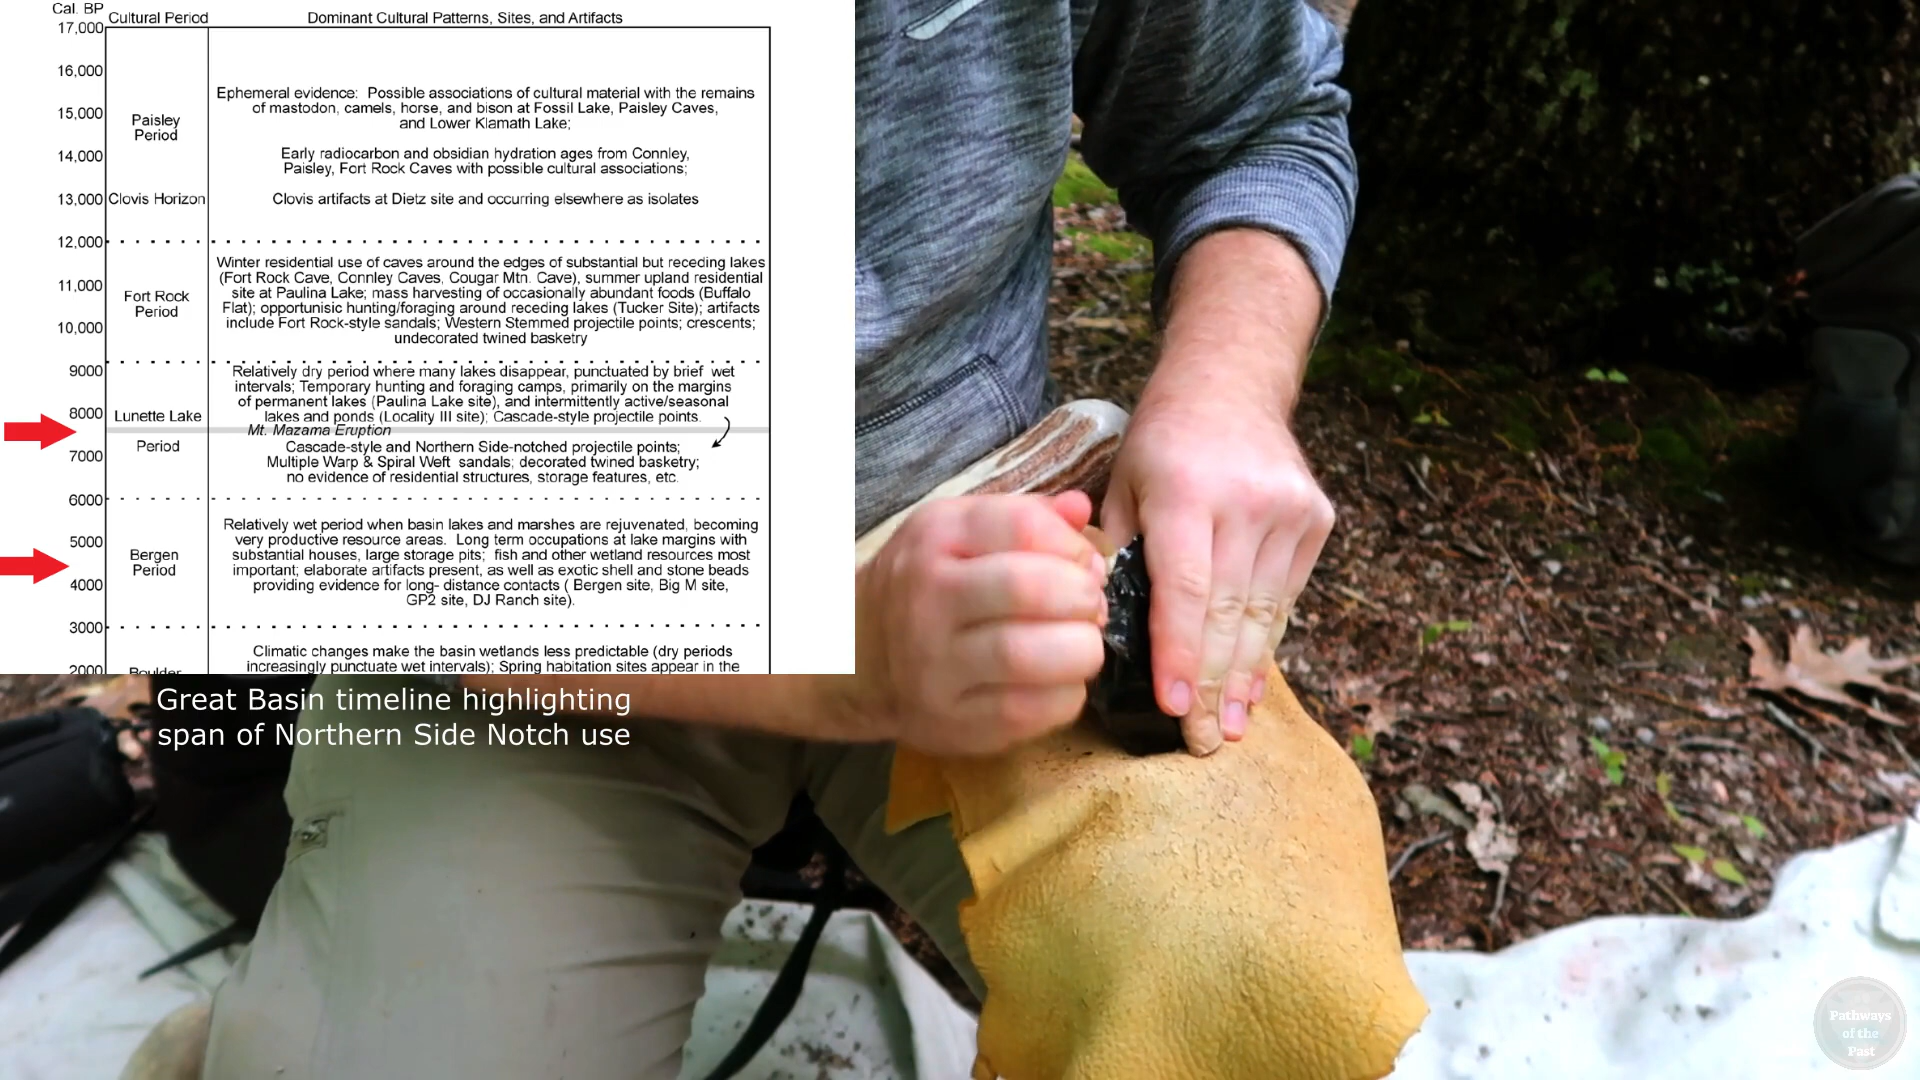 Cal. BP
Cultural Period
Dominant Cultural Patterns, Sites, and Artifacts
17,000
16,000
Ephemeral evidence: Possible associations of cultural material with the remains
of mastodon, camels, horse, and bison at Fossil Lake, Paisley Caves,
and Lower Klamath Lake;
15,000
Paisley
Period
14,000
Early radiocarbon and obsidian hydration ages from Connley,
Paisley, Fort Rock Caves with possible cultural associations;
13,000
Clovis Horizon
Clovis artifacts at Dietz site and occurring elsewhere as isolates
12,000
Winter residential use of caves around the edges of substantial but receding lakes
(Fort Rock Cave, Connley Caves, Cougar Mtn. Cave), summer upland residential
site at Paulina Lake; mass harvesting of occasionally abundant foods (Buffalo
Flat); opportunisic hunting/foraging around receding lakes (Tucker Site); artifacts
include Fort Rock-style sandals; Western Stemmed projectile points; crescents;
undecorated twined basketry
11,000
Fort Rock
Period
10,000
9000
Relatively dry period where many lakes disappear, punctuated by brief wet
intervals; Temporary hunting and foraging camps, primarily on the margins
of permanent lakes (Paulina Lake site), and intermittently active/seasonal
lakes and ponds (Locality III site); Cascade-style projectile points.
8000
Lunette Lake
Mt. Mazama Eruption
Period
Cascade-style and Northern Side-notched projectile points;
Multiple Warp & Spiral Weft sandals; decorated twined basketry;
no evidence of residential structures, storage features, etc.
7000
6000
Relatively wet period when basin lakes and marshes are rejuvenated, becoming
very productive resource areas. Long term occupations at lake margins with
substantial houses, large storage pits; fish and other wetland resources most
important; elaborate artifacts present, as well as exotic shell and stone beads
providing evidence for long- distance contacts ( Bergen site, Big M site,
GP2 site, DJ Ranch site).
5000
Bergen
Period
4000
3000
Climatic changes make the basin wetlands less predictable (dry periods
increasingly punctuate wet intervals); Spring habitation sites appear in the
2000
Boulder
Great Basin timeline highlighting
span of Northern Side Notch use
Pathways
of the
Past